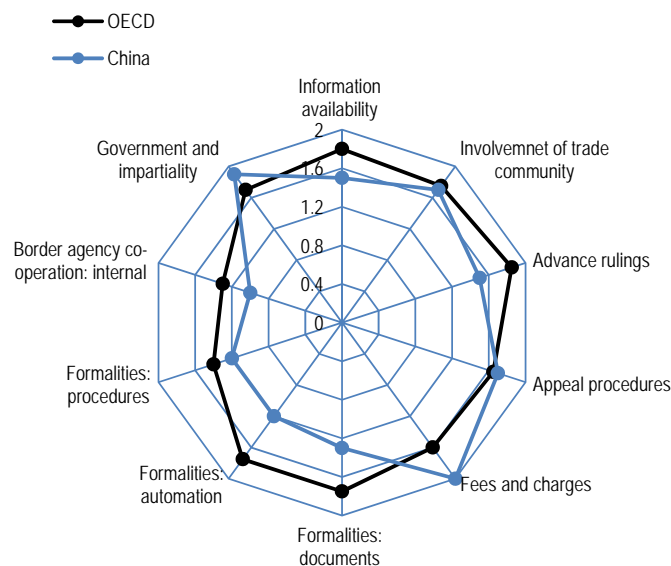 OECD
China
Information
availability
Government and
impartiality
Involvemnet of trade
community
2
1.6
1.2
0.8
0.4
0
Border agency co-
operation: internal
Advance rulings
Formalities:
procedures
Appeal procedures
Formalities:
automation
Fees and charges
Formalities:
documents